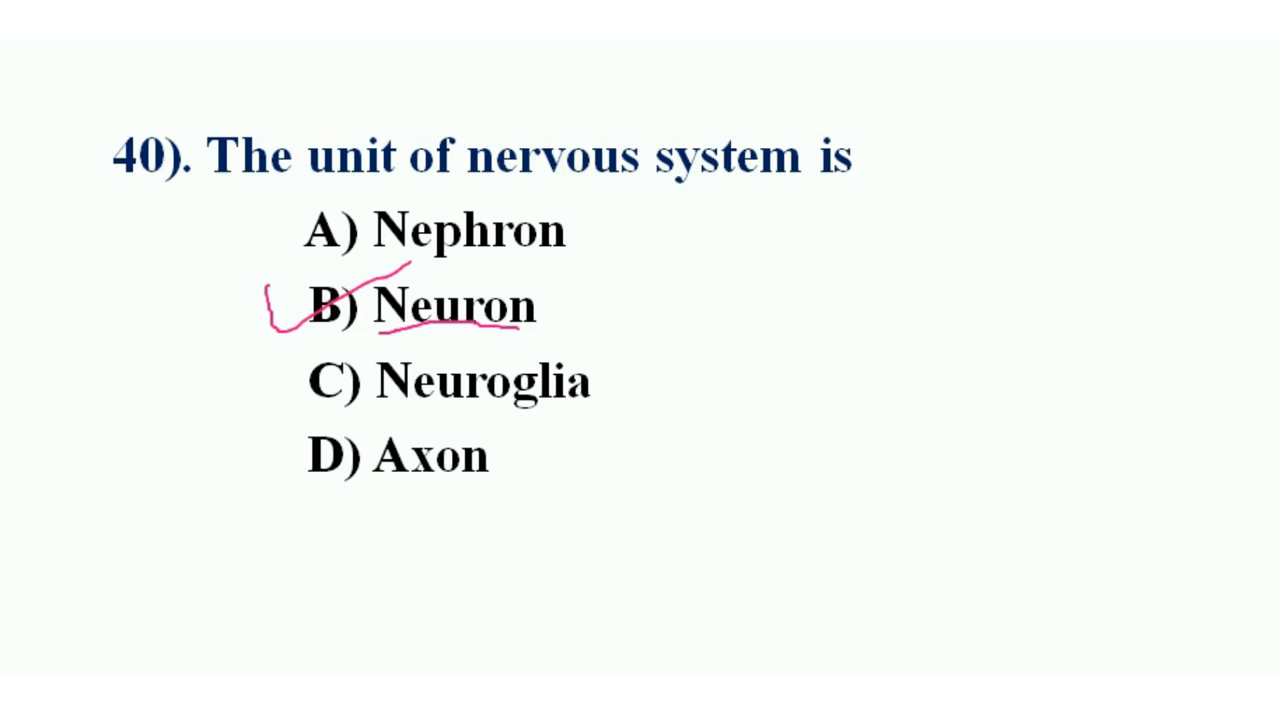 40). The unit of nervous system is
A) Nephron
B) Neuron
C) Neuroglia
D) Axon